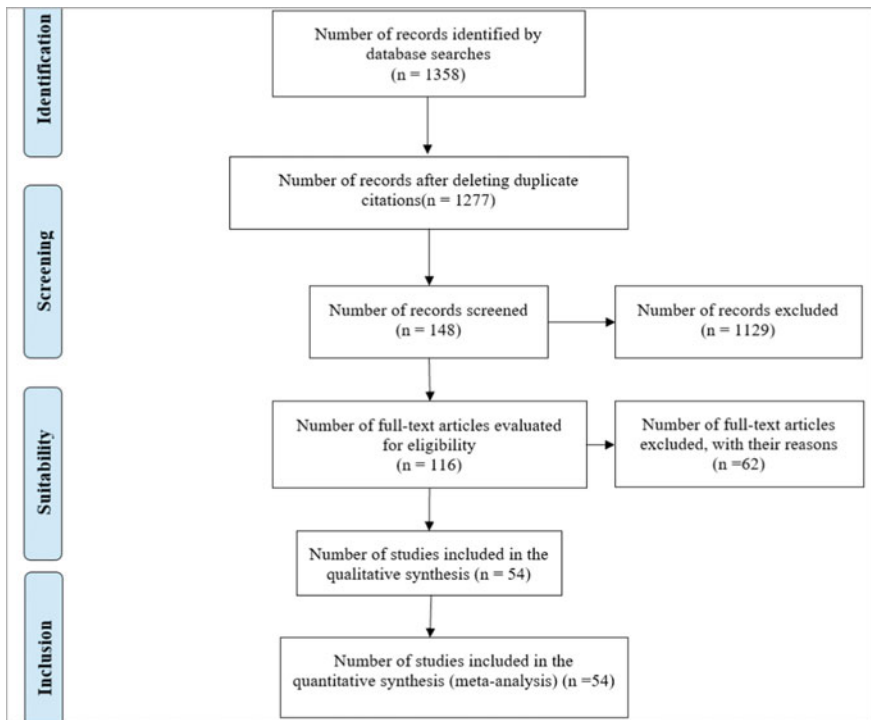 Identification
Number of records identified by
database searches
(n = 1358)
Number of records after deleting duplicate
citations(n = 1277)
Screening
Number of records screened
(n = 148)
Number of records excluded
(n = 1129)
Suitability
Number of full-text articles evaluated
for eligibility
(n = 116)
Number of full-text articles
excluded, with their reasons
(n =62)
Number of studies included in the
qualitative synthesis (n = 54)
Inclusion
Number of studies included in the
quantitative synthesis (meta-analysis) (n =54)